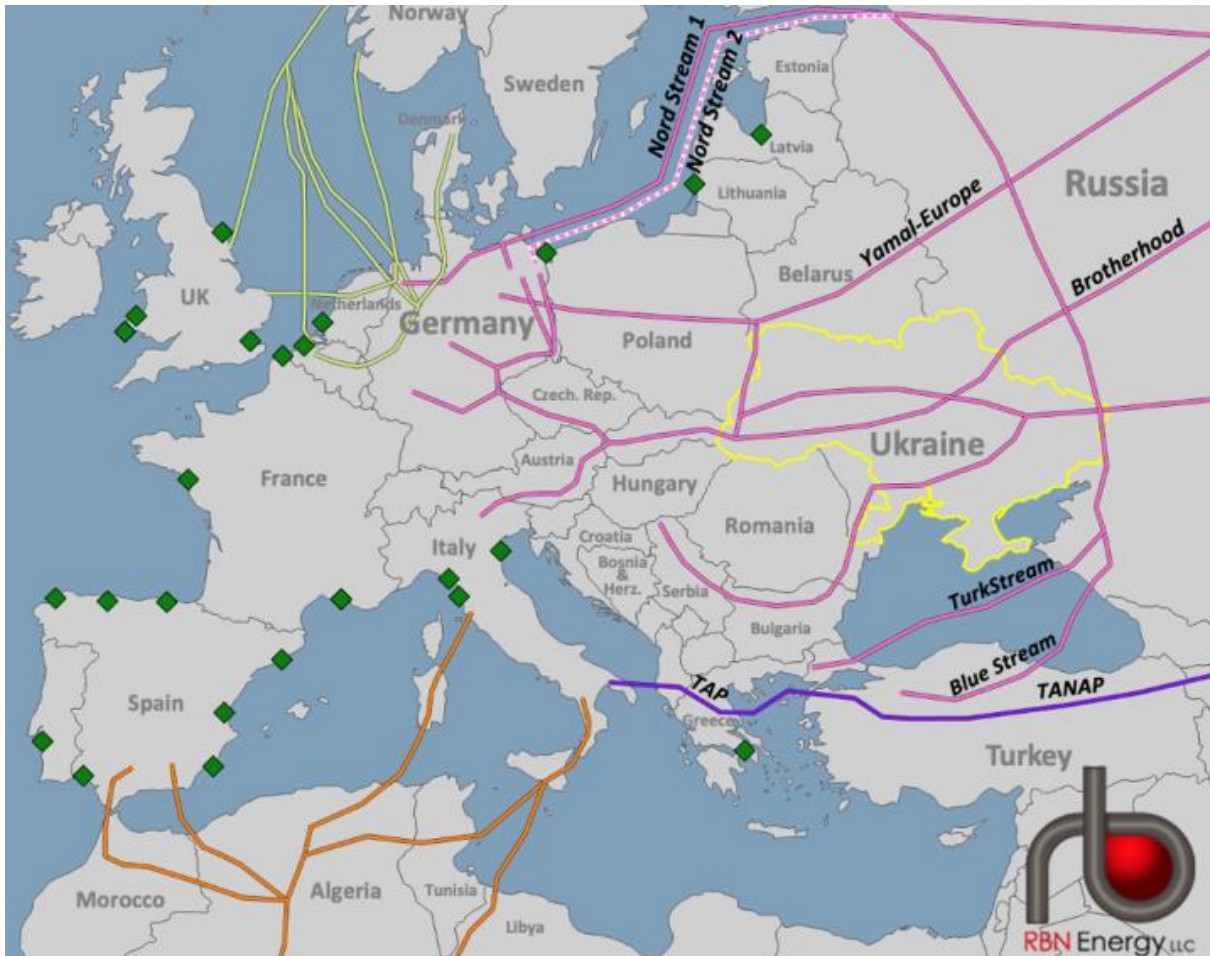 Norway
Sweden
Estonia
Denmark
Nord Stream 1
Nord Stream 2
Latvia
Lithuania
Russia
Yamal-Europe
Brotherhood
Belarus
UK
Netherlands
Germany
Poland
Czech. Rep.
Ukraine
Austria
France
Hungary
Romania
Italy
Croatia
Bosnia
&
Herz.
Serbia
TurkStream
Bulgaria
Blue Stream
TAP
TANAP
Spain
Greece
Turkey
Morocco
Algeria
Tunisia
Libya
RBN Energy LLC